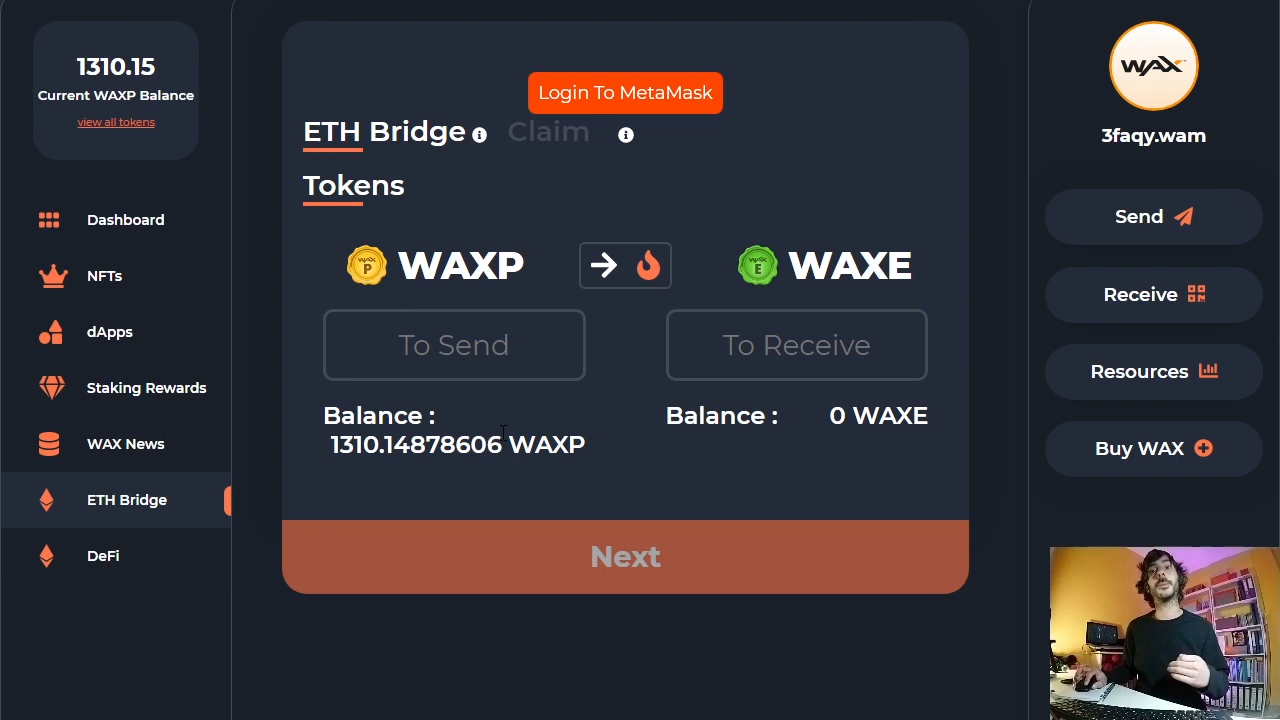 1310.15
Current WAXP Balance
view all tokens
Dashboard
NFTs
dApps
Staking Rewards
WAX News
ETH Bridge
DeFi
Login To MetaMask
ETH Bridge
Claim
Tokens
WAXP
WAXE
To Send
To Receive
Balance :
1310.14878606 WAXP
Balance : 0 WAXE
Next
WAX
3faqy.wam
Send
Receive
Resources
Buy WAX